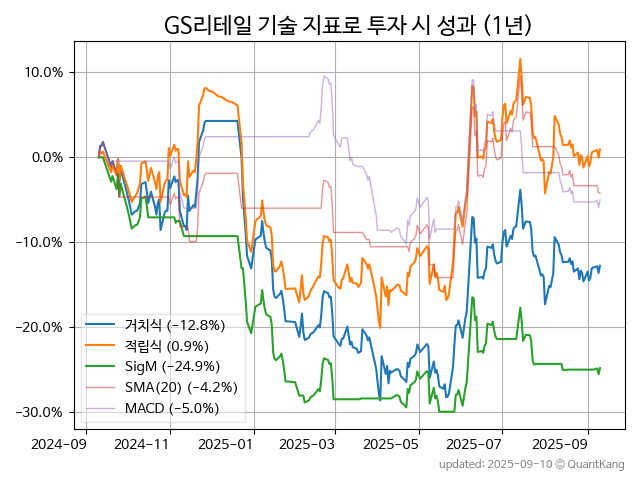 GS리테일 기술 지표로 투자 시 성과 (1년)
10.0%
0.0%
−10.0%
−20.0%
−30.0%
거치식 (−12.8%)
적립식 (0.9%)
SigM (−24.9%)
SMA(20) (−4.2%)
MACD (−5.0%)
2024-09
2024-11
2025-01
2025-03
2025-05
2025-07
2025-09
updated: 2025-09-10 © QuantKang